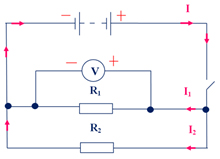 − + I
− V +
R₁ I₁
R₂ I₂